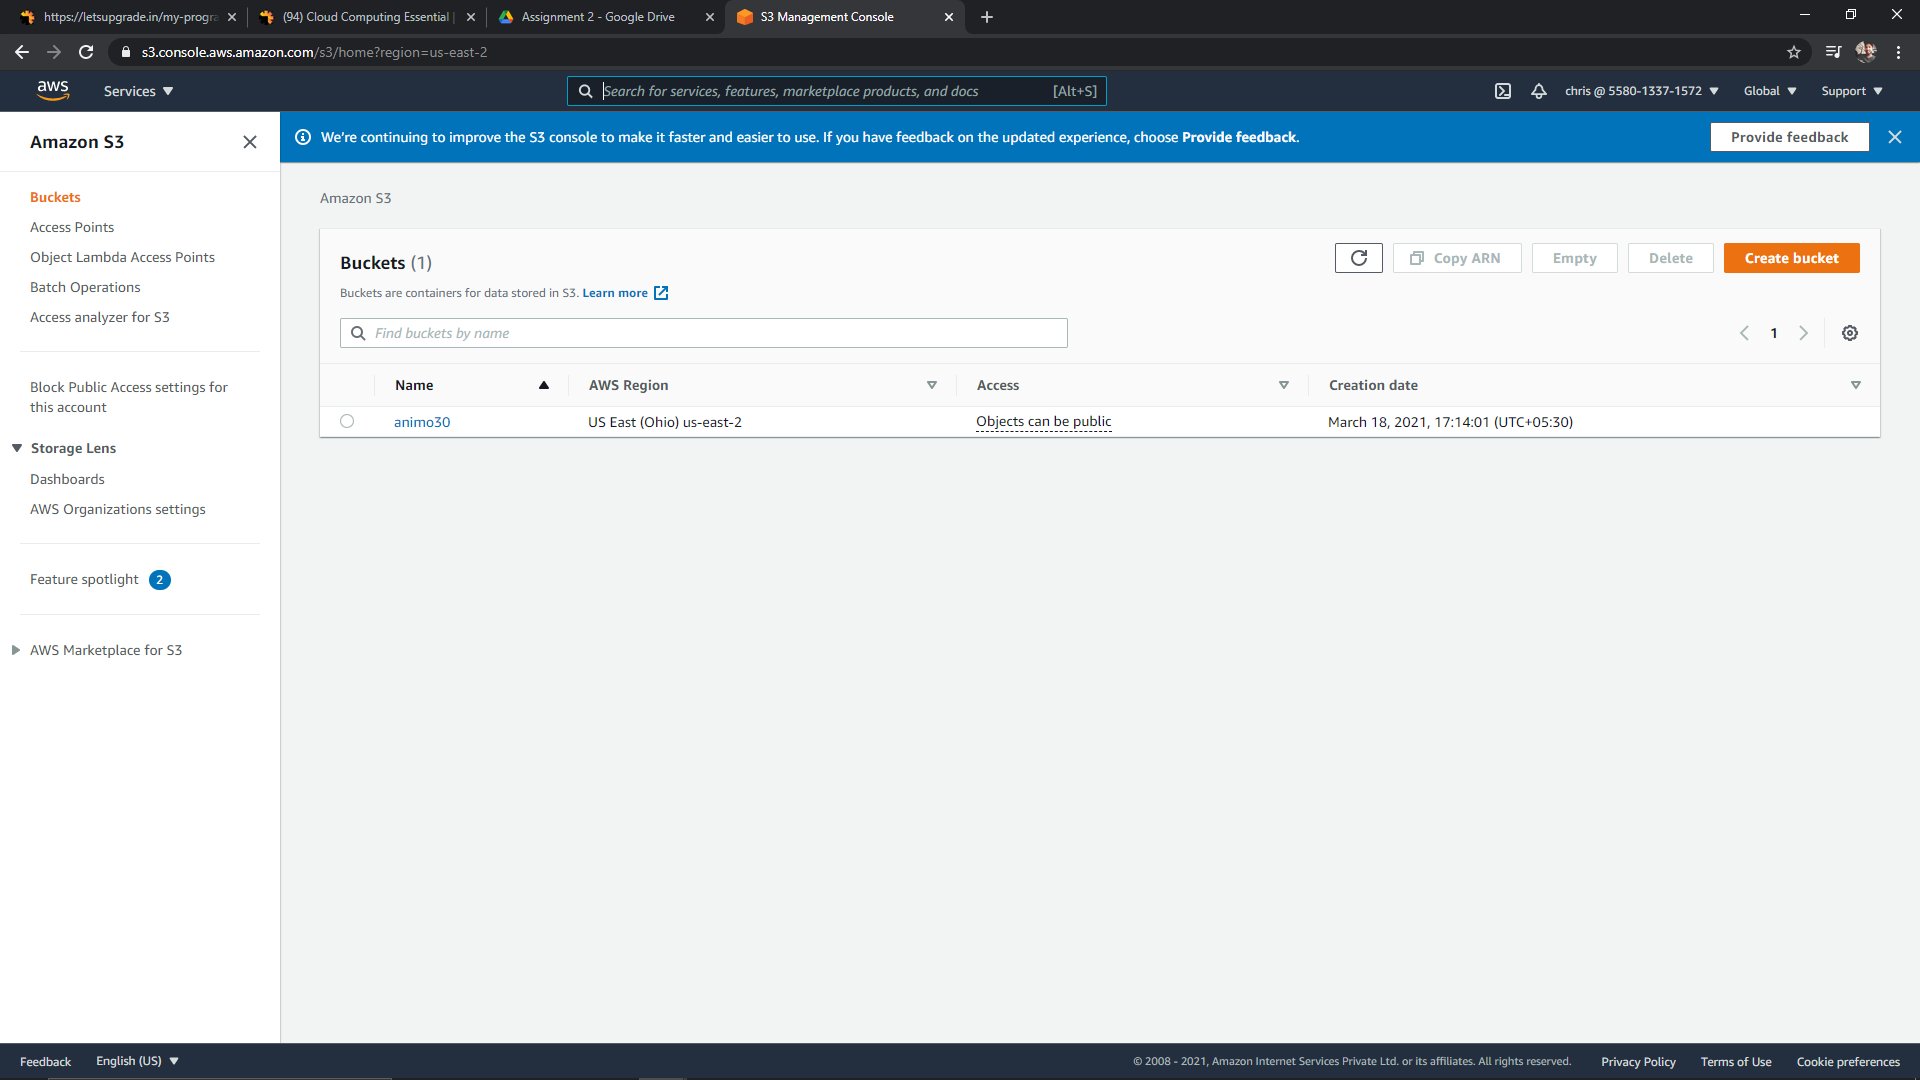 https://letsupgrade.in/my-progra
(94) Cloud Computing Essential |
Assignment 2 - Google Drive
S3 Management Console
s3.console.aws.amazon.com/s3/home?region=us-east-2
aws
Services
Search for services, features, marketplace products, and docs
[Alt+S]
chris @ 5580-1337-1572
Global
Support
Amazon S3
We're continuing to improve the S3 console to make it faster and easier to use. If you have feedback on the updated experience, choose Provide feedback.
Provide feedback
Buckets
Access Points
Object Lambda Access Points
Batch Operations
Access analyzer for S3
Block Public Access settings for
this account
Storage Lens
Dashboards
AWS Organizations settings
Feature spotlight 2
AWS Marketplace for S3
Amazon S3
Buckets (1)
Copy ARN
Empty
Delete
Create bucket
Buckets are containers for data stored in S3. Learn more
Find buckets by name
1
Name
AWS Region
Access
Creation date
animo30
US East (Ohio) us-east-2
Objects can be public
March 18, 2021, 17:14:01 (UTC+05:30)
Feedback
English (US)
© 2008 - 2021, Amazon Internet Services Private Ltd. or its affiliates. All rights reserved.
Privacy Policy
Terms of Use
Cookie preferences